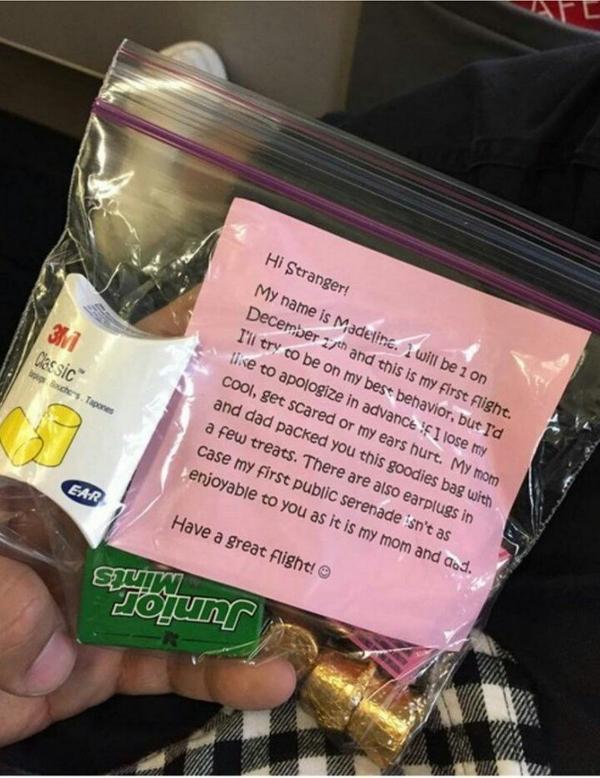 Hi Stranger!
My name is Madeline. I will be 1 on
December and this is my first flight.
I'll try to be on my best behavior, but I'd
like to apologize in advance if I lose my
cool, get scared or my ears hurt. My mom
and dad packed you this goodies bag with
a few treats. There are also earplugs in
case my first public serenade isn't as
enjoyable to you as it is my mom and dad.
Have a great flight! ☺
3M
Classic™
Bouchons . Tapones
E·A·R
Junior
Mints